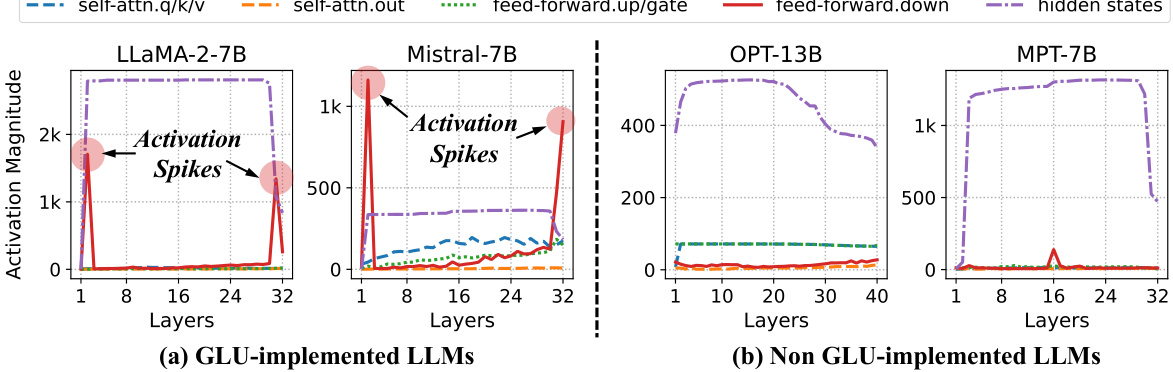 self-attn.q/k/v self-attn.out feed-forward.up/gate feed-forward.down hidden states
LLaMA-2-7B Mistral-7B OPT-13B MPT-7B
Activation Magnitude
2k
1k
0
Activation
Spikes
1 8 16 24 32
Layers
1k
500
0
Activation
Spikes
1 8 16 24 32
Layers
400
200
0
1 10 20 30 40
Layers
1k
500
0
1 8 16 24 32
Layers
(a) GLU-implemented LLMs
(b) Non GLU-implemented LLMs